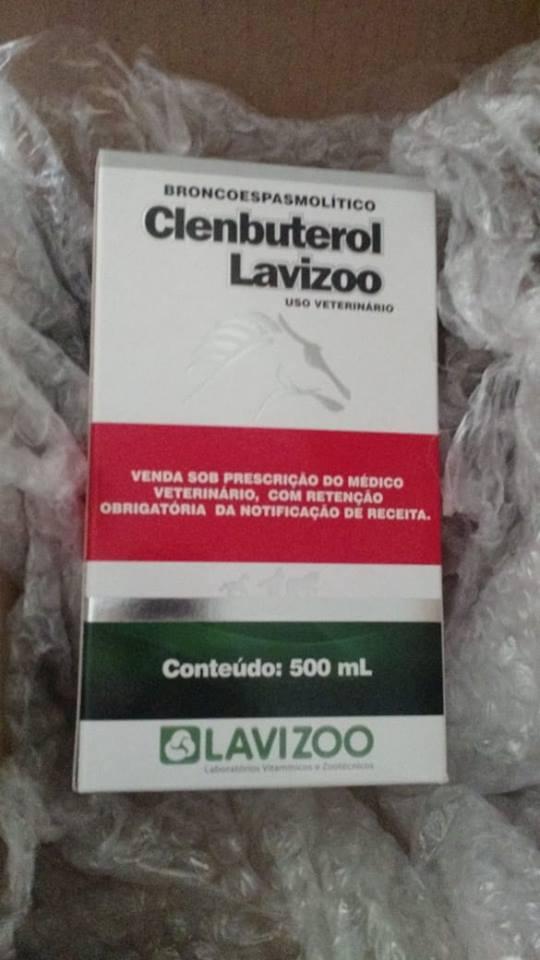 BRONCOESPASMOLÍTICO
Clenbuterol
Lavizoo
USO VETERINÁRIO
VENDA SOB PRESCRIÇÃO DO MÉDICO
VETERINÁRIO, COM RETENÇÃO
OBRIGATÓRIA DA NOTIFICAÇÃO DE RECEITA.
Conteúdo: 500 mL
LAVIZOO
Laboratórios Vitamínicos e Zootécnicos